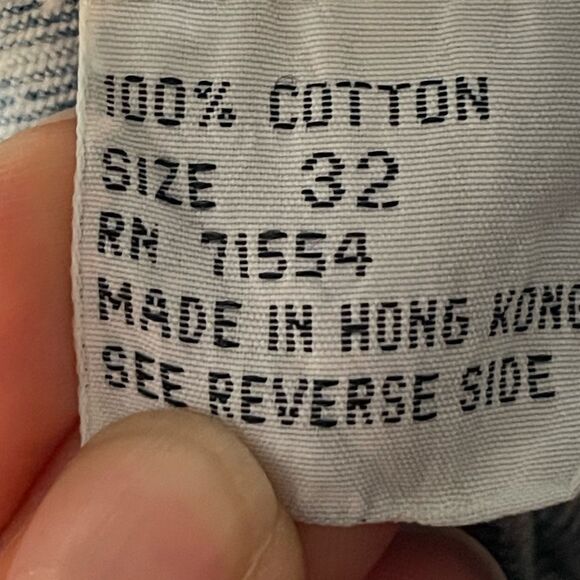 100% COTTON
SIZE 32
RN 71554
MADE IN HONG KONG
SEE REVERSE SIDE